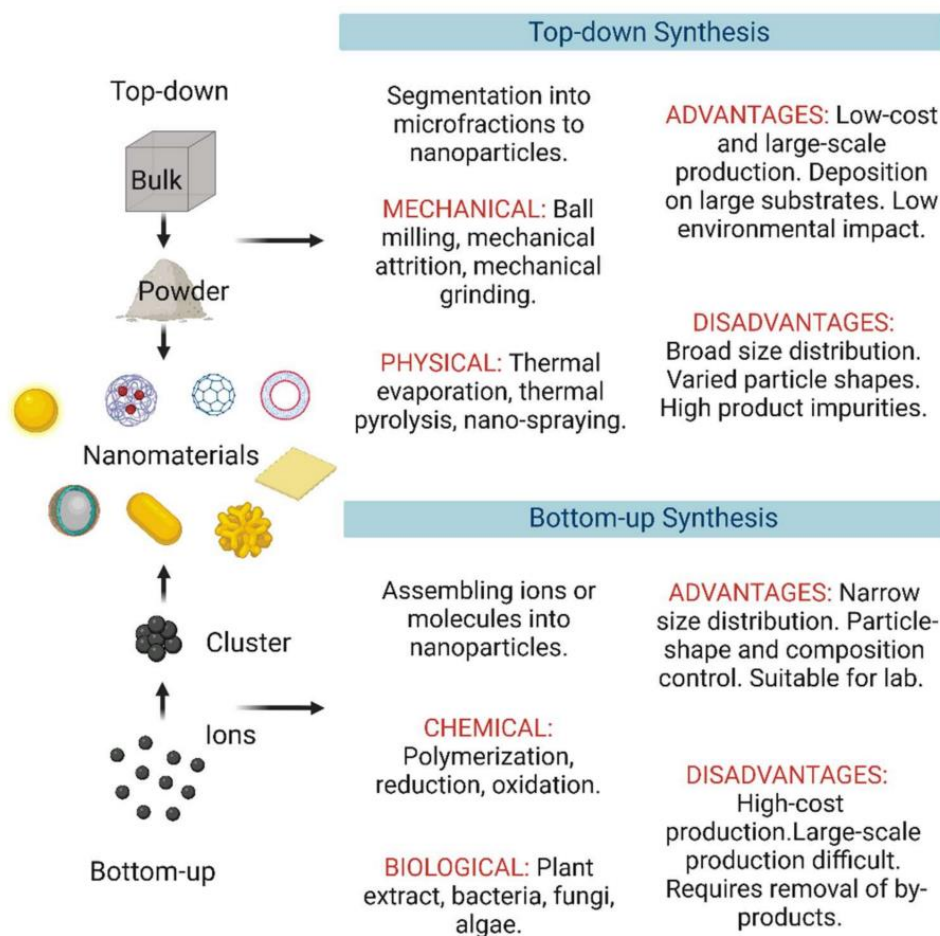 Top-down
Bulk
Powder
Nanomaterials
Cluster
Ions
Bottom-up
Top-down Synthesis
Segmentation into
microfractions to
nanoparticles.
MECHANICAL: Ball
milling, mechanical
attrition, mechanical
grinding.
PHYSICAL: Thermal
evaporation, thermal
pyrolysis, nano-spraying.
ADVANTAGES: Low-cost
and large-scale
production. Deposition
on large substrates. Low
environmental impact.
DISADVANTAGES:
Broad size distribution.
Varied particle shapes.
High product impurities.
Bottom-up Synthesis
Assembling ions or
molecules into
nanoparticles.
CHEMICAL:
Polymerization,
reduction, oxidation.
BIOLOGICAL: Plant
extract, bacteria, fungi,
algae.
ADVANTAGES: Narrow
size distribution. Particle-
shape and composition
control. Suitable for lab.
DISADVANTAGES:
High-cost
production.Large-scale
production difficult.
Requires removal of by-
products.